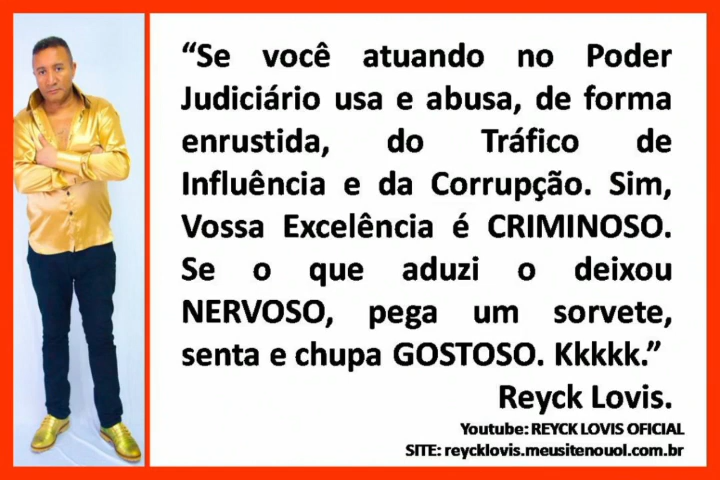 “Se você atuando no Poder
Judiciário usa e abusa, de forma
enrustida, do Tráfico de
Influência e da Corrupção. Sim,
Vossa Excelência é CRIMINOSO.
Se o que aduzi o deixou
NERVOSO, pega um sorvete,
senta e chupa GOSTOSO. Kkkkk.”
Reyck Lovis.
Youtube: REYCK LOVIS OFICIAL
SITE: reycklovis.meusitenouol.com.br